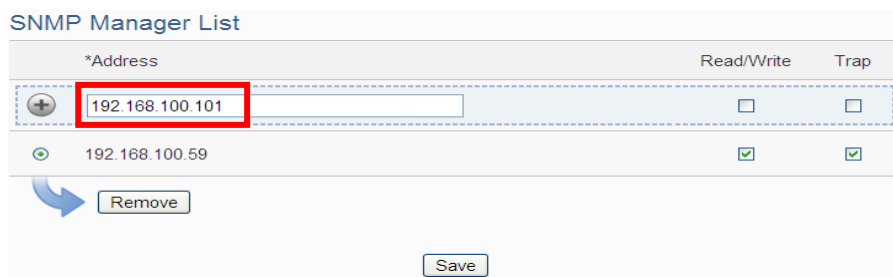 SNMP Manager List
*Address Read/Write Trap
192.168.100.101
192.168.100.59
Remove
Save